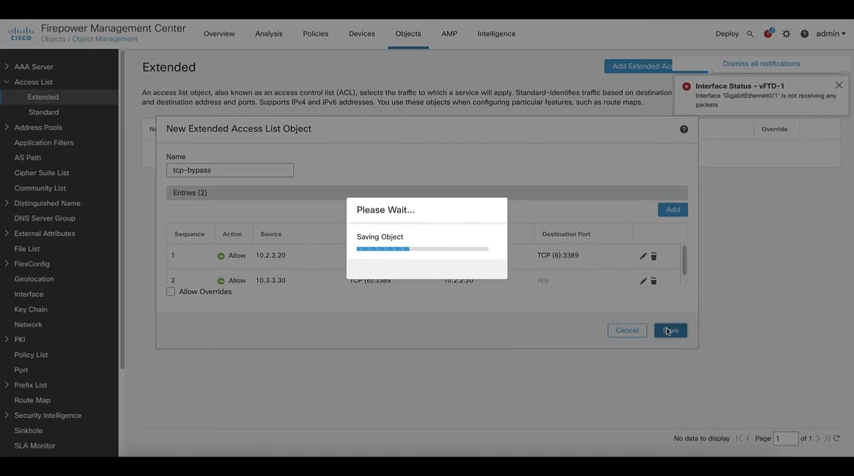 CISCO
Firepower Management Center
Objects / Object Management
Overview
Analysis
Policies
Devices
Objects
AMP
Intelligence
Deploy
admin
AAA Server
Access List
Extended
Standard
Address Pools
Application Filters
AS Path
Cipher Suite List
Community List
Distinguished Name
DNS Server Group
External Attributes
File List
FlexConfig
Geolocation
Interface
Key Chain
Network
PKI
Policy List
Port
Prefix List
Route Map
Security Intelligence
Sinkhole
SLA Monitor
Extended
Add Extended Acc
Dismiss all notifications
Interface Status - vFTD-1
Interface 'GigabitEthernet0/1' is not receiving any
packets
An access list object, also known as an access control list (ACL), selects the traffic to which a service will apply. Standard-Identifies traffic based on destination
and destination address and ports. Supports IPv4 and IPv6 addresses. You use these objects when configuring particular features, such as route maps.
Override
New Extended Access List Object
Name
tcp-bypass
Entries (2)
Add
Sequence
Action
Source
Destination Port
1
Allow
10.2.2.20
TCP (6):3389
2
Allow
10.3.3.30
TCP (6):3389
10.2.2.20
Any
Allow Overrides
Please Wait...
Saving Object
Cancel
Save
No data to display
Page
1
of 1